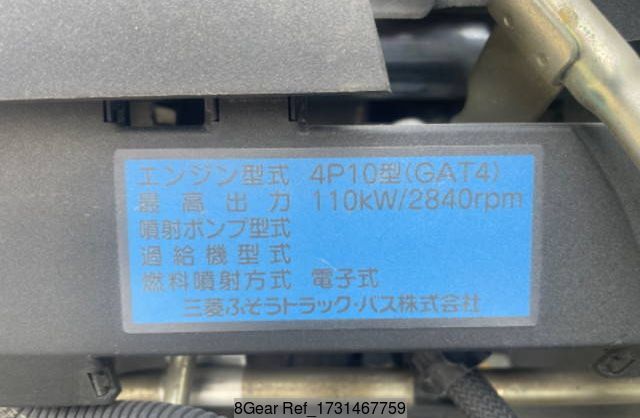 エンジン型式 4P10型(GAT4)
最高出力 110kW/2840rpm
噴射ポンプ型式
過給機型式
燃料噴射方式 電子式
三菱ふそうトラック・バス株式会社
8Gear Ref_1731467759